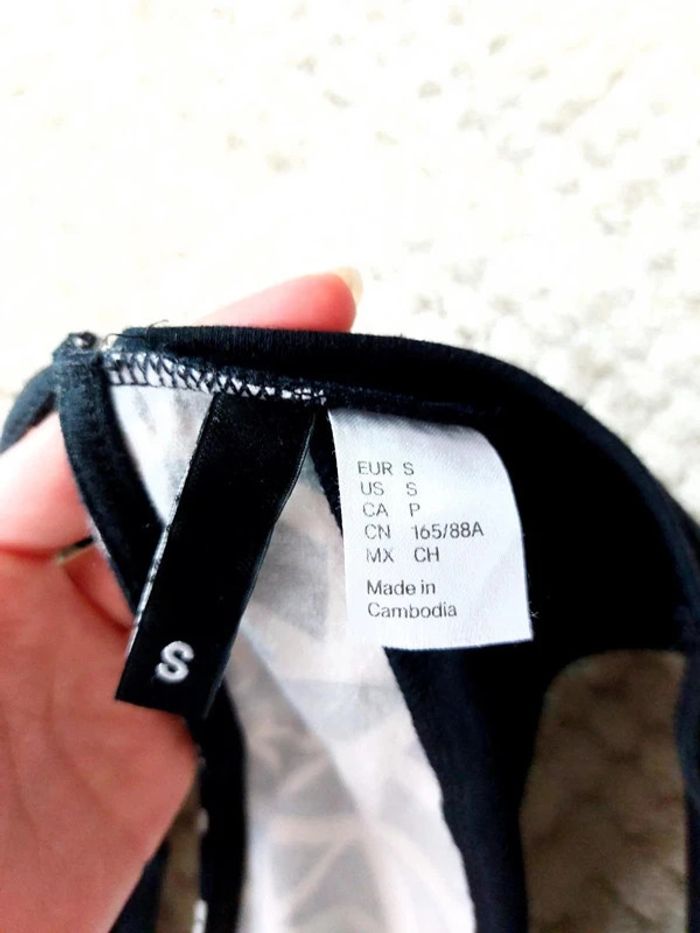 EUR S
US S
CA P
CN 165/88A
MX CH
Made in
Cambodia
S